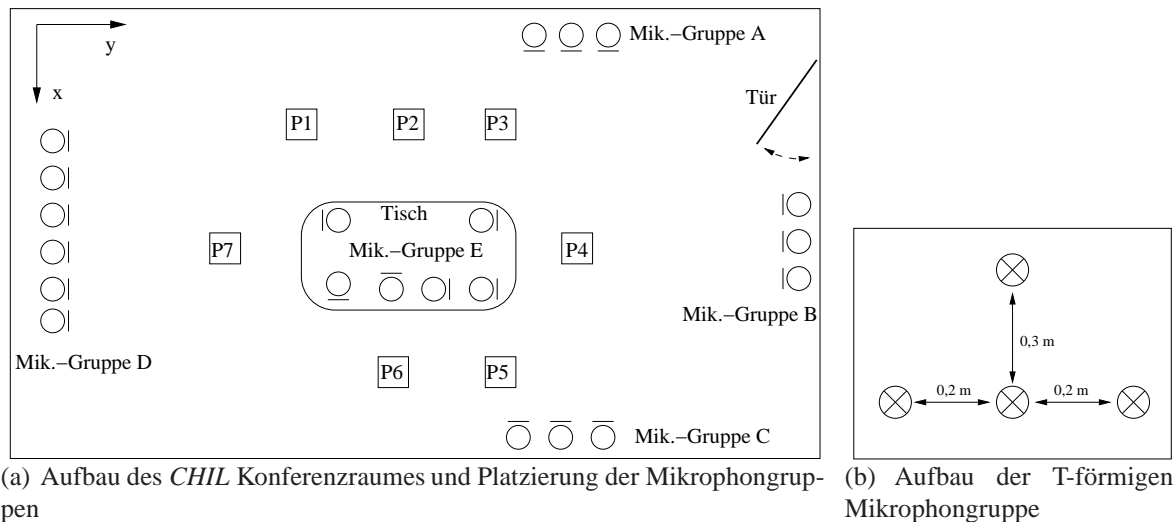 Mik.–Gruppe A
y
x
Tür
P1 P2 P3
Tisch
P7 Mik.–Gruppe E P4
Mik.–Gruppe B
Mik.–Gruppe D
P6 P5
Mik.–Gruppe C
0,3 m
0,2 m 0,2 m
(a) Aufbau des CHIL Konferenzraumes und Platzierung der Mikrophongrup-
pen
(b) Aufbau der T-förmigen
Mikrophongruppe